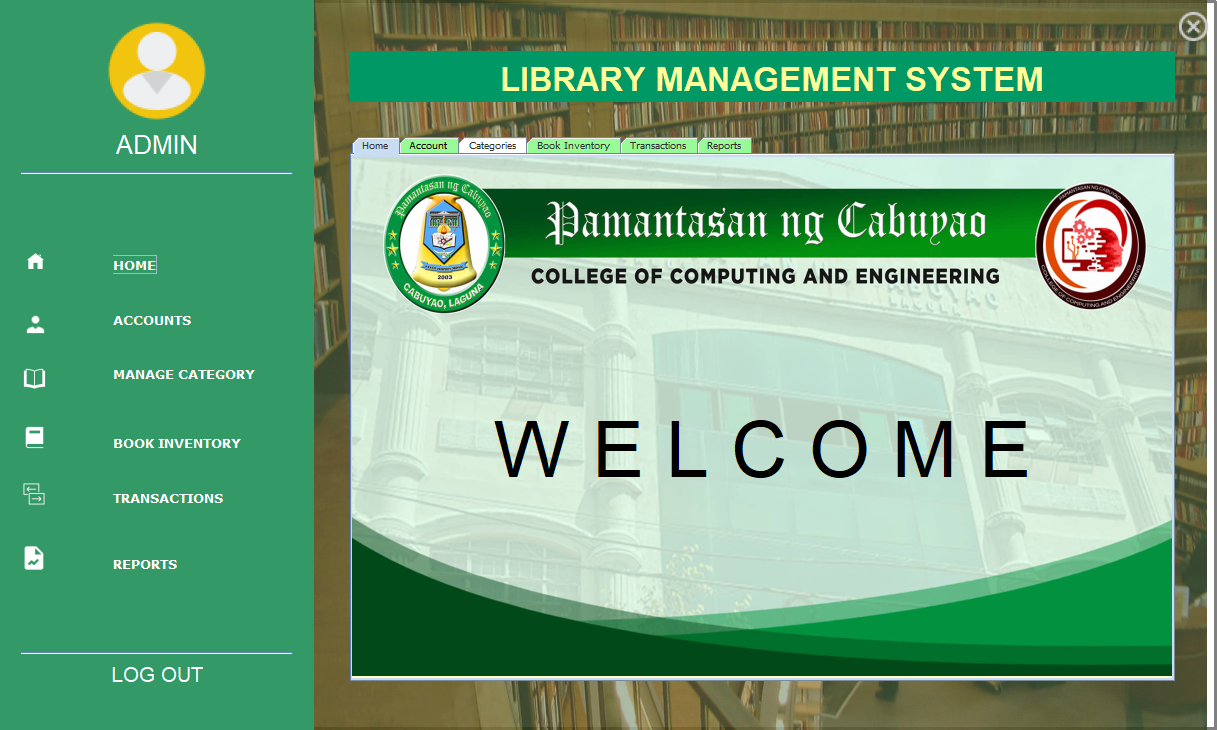 ADMIN
HOME
ACCOUNTS
MANAGE CATEGORY
BOOK INVENTORY
TRANSACTIONS
REPORTS
LOG OUT
LIBRARY MANAGEMENT SYSTEM
Home Account Categories Book Inventory Transactions Reports
Pamantasan ng Cabuyao
COLLEGE OF COMPUTING AND ENGINEERING
Pamantasan ng Cabuyao
2003
CABUYAO, LAGUNA
PAMANTASAN NG CABUYAO
COLLEGE OF COMPUTING AND ENGINEERING
WELCOME